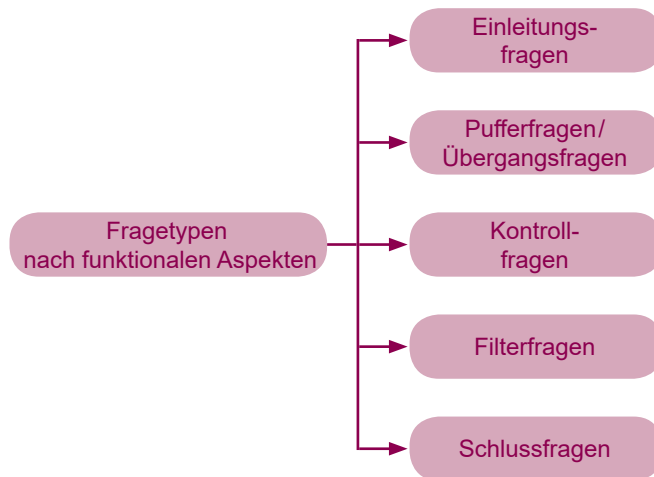 Einleitungs-
fragen
Pufferfragen/
Übergangsfragen
Fragetypen
nach funktionalen Aspekten
Kontroll-
fragen
Filterfragen
Schlussfragen